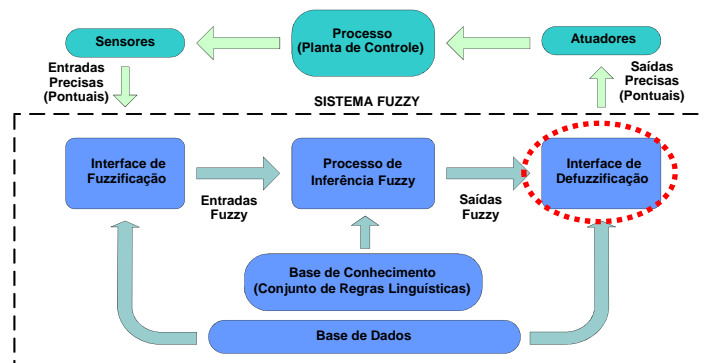 Sensores
Processo
(Planta de Controle)
Atuadores
Entradas
Precisas
(Pontuais)
Saídas
Precisas
(Pontuais)
SISTEMA FUZZY
Interface de
Fuzzificação
Entradas
Fuzzy
Processo de
Inferência Fuzzy
Saídas
Fuzzy
Interface de
Defuzzificação
Base de Conhecimento
(Conjunto de Regras Linguísticas)
Base de Dados